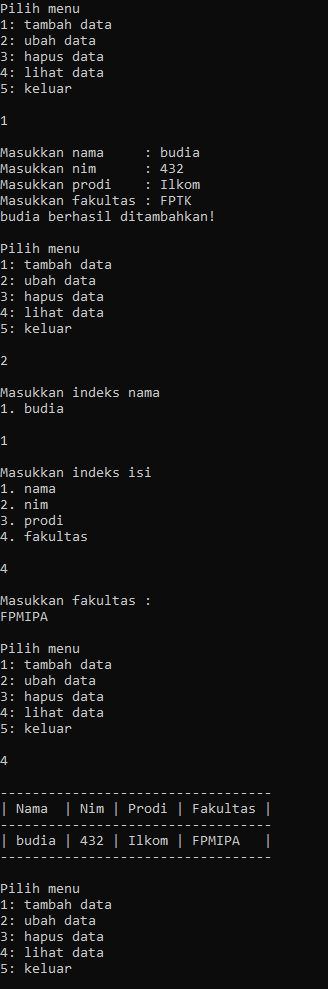 Pilih menu
1: tambah data
2: ubah data
3: hapus data
4: lihat data
5: keluar
1
Masukkan nama     : budia
Masukkan nim      : 432
Masukkan prodi    : Ilkom
Masukkan fakultas : FPTK
budia berhasil ditambahkan!
Pilih menu
1: tambah data
2: ubah data
3: hapus data
4: lihat data
5: keluar
2
Masukkan indeks nama
1. budia
1
Masukkan indeks isi
1. nama
2. nim
3. prodi
4. fakultas
4
Masukkan fakultas :
FPMIPA
Pilih menu
1: tambah data
2: ubah data
3: hapus data
4: lihat data
5: keluar
4
----------------------------------
| Nama  | Nim | Prodi | Fakultas |
----------------------------------
| budia | 432 | Ilkom | FPMIPA   |
----------------------------------
Pilih menu
1: tambah data
2: ubah data
3: hapus data
4: lihat data
5: keluar